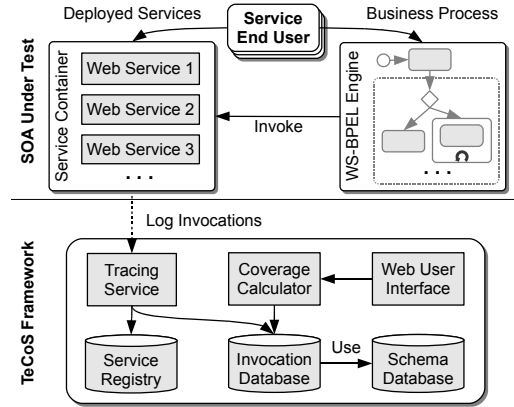 Deployed Services
Service
End User
Business Process
SOA Under Test
Service Container
Web Service 1
Web Service 2
Web Service 3
. . .
Invoke
WS-BPEL Engine
. . .
Log Invocations
TeCoS Framework
Tracing
Service
Coverage
Calculator
Web User
Interface
Service
Registry
Invocation
Database
Use
Schema
Database